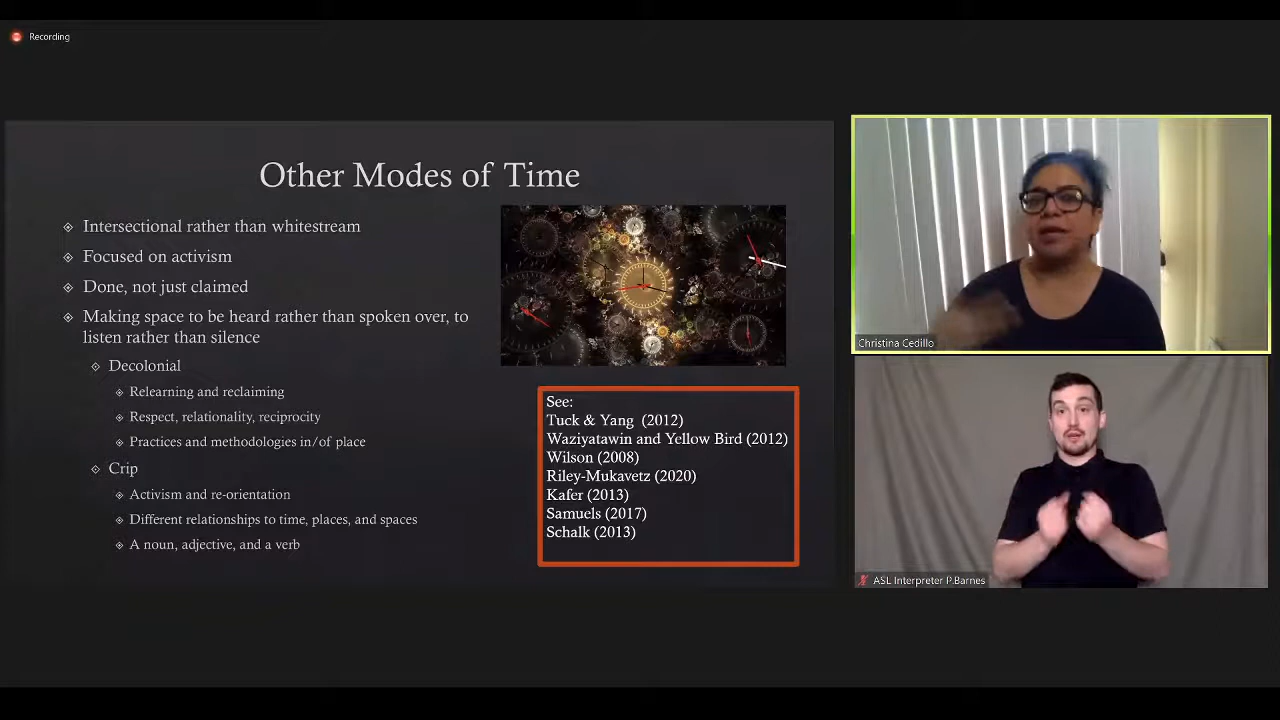 Recording
Other Modes of Time
Intersectional rather than whitestream
Focused on activism
Done, not just claimed
Making space to be heard rather than spoken over, to
listen rather than silence
Decolonial
Relearning and reclaiming
Respect, relationality, reciprocity
Practices and methodologies in/of place
Crip
Activism and re-orientation
Different relationships to time, places, and spaces
A noun, adjective, and a verb
See:
Tuck & Yang (2012)
Waziyatawin and Yellow Bird (2012)
Wilson (2008)
Riley-Mukavetz (2020)
Kafer (2013)
Samuels (2017)
Schalk (2013)
Christina Cedillo
ASL Interpreter P.Barnes